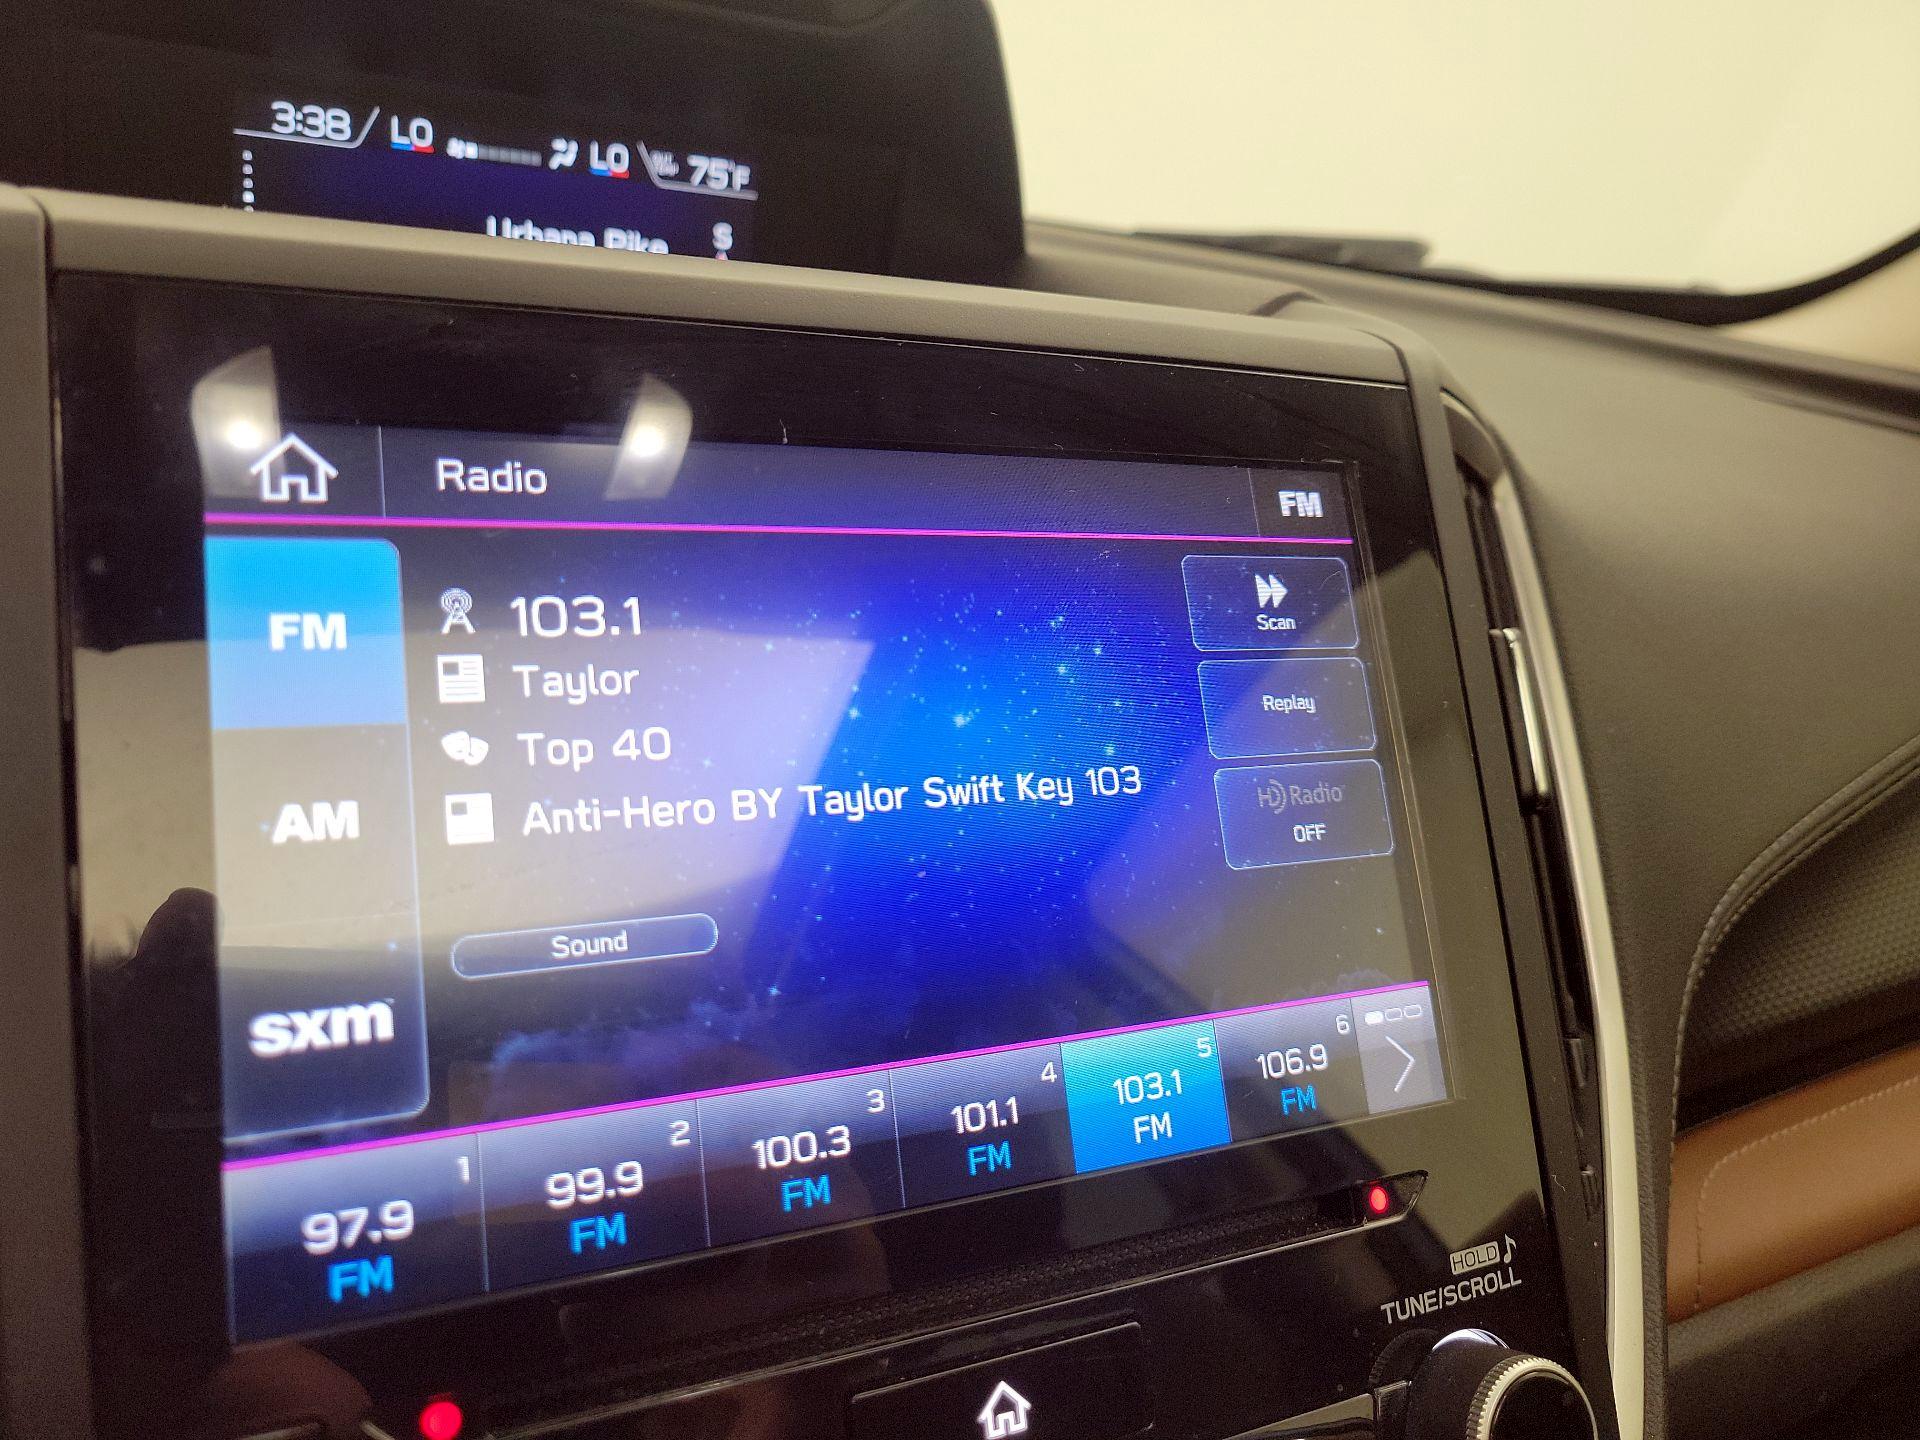 3:38 LO LO OUT TEMP 75°F
Urbana Pike S
Radio FM
FM
103.1
Taylor
Top 40
Anti-Hero BY Taylor Swift Key 103
Sound
AM
sxm
Scan
Replay
HD Radio
OFF
1 2 3 4 5 6
97.9 99.9 100.3 101.1 103.1 106.9
FM FM FM FM FM FM
HOLD
TUNE/SCROLL